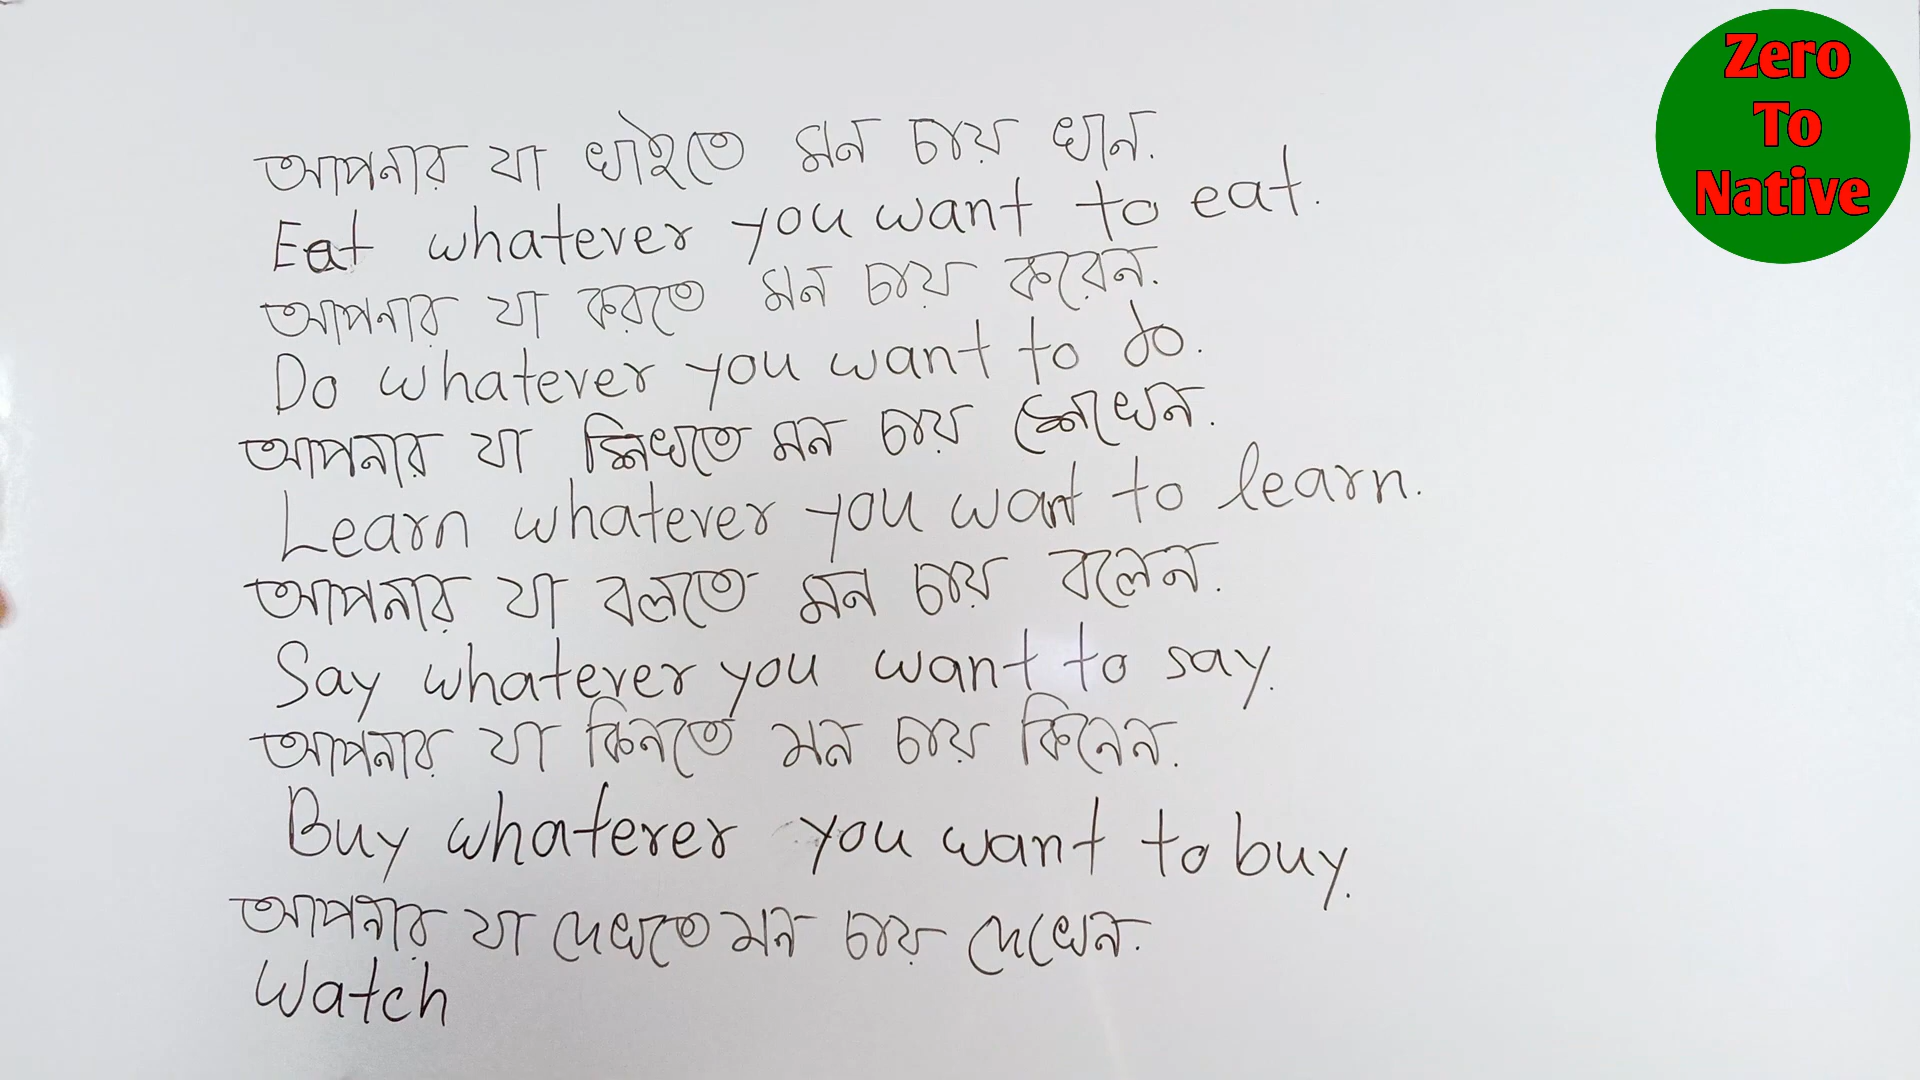 আপনার যা খাইতে মন চায় খান.
Eat whatever you want to eat.
আপনার যা করতে মন চায় করেন.
Do whatever you want to do.
আপনার যা শিখতে মন চায় শেখেন.
Learn whatever you want to learn.
আপনার যা বলতে মন চায় বলেন.
Say whatever you want to say.
আপনার যা কিনতে মন চায় কিনেন.
Buy whatever you want to buy.
আপনার যা দেখতে মন চায় দেখেন.
Watch
Zero
To
Native